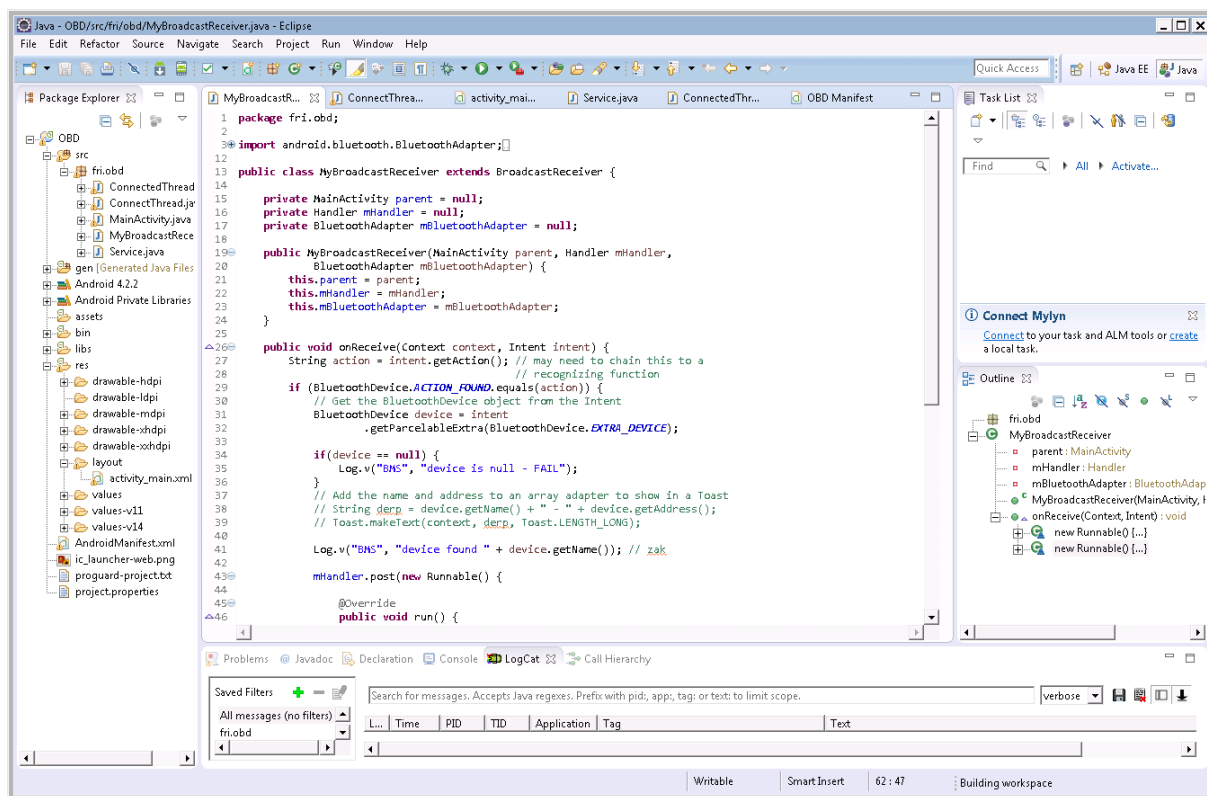 Java - OBD/src/fri/obd/MyBroadcastReceiver.java - Eclipse
File Edit Refactor Source Navigate Search Project Run Window Help
Quick Access Java EE Java
Package Explorer
OBD
src
fri.obd
ConnectedThread
ConnectThread.ja
MainActivity.java
MyBroadcastRece
Service.java
gen [Generated Java Files
Android 4.2.2
Android Private Libraries
assets
bin
libs
res
drawable-hdpi
drawable-ldpi
drawable-mdpi
drawable-xhdpi
drawable-xxhdpi
layout
activity_main.xml
values
values-v11
values-v14
AndroidManifest.xml
ic_launcher-web.png
proguard-project.txt
project.properties
MyBroadcastR... ConnectThrea... activity_mai... Service.java ConnectedThr... OBD Manifest
1 package fri.obd;
2
3 import android.bluetooth.BluetoothAdapter;
12
13 public class MyBroadcastReceiver extends BroadcastReceiver {
14
15 private MainActivity parent = null;
16 private Handler mHandler = null;
17 private BluetoothAdapter mBluetoothAdapter = null;
18
19 public MyBroadcastReceiver(MainActivity parent, Handler mHandler,
20 BluetoothAdapter mBluetoothAdapter) {
21 this.parent = parent;
22 this.mHandler = mHandler;
23 this.mBluetoothAdapter = mBluetoothAdapter;
24 }
25
26 public void onReceive(Context context, Intent intent) {
27 String action = intent.getAction(); // may need to chain this to a
28 // recognizing function
29 if (BluetoothDevice.ACTION_FOUND.equals(action)) {
30 // Get the BluetoothDevice object from the Intent
31 BluetoothDevice device = intent
32 .getParcelableExtra(BluetoothDevice.EXTRA_DEVICE);
33
34 if(device == null) {
35 Log.v("BMS", "device is null - FAIL");
36 }
37 // Add the name and address to an array adapter to show in a Toast
38 // String derp = device.getName() + " - " + device.getAddress();
39 // Toast.makeText(context, derp, Toast.LENGTH_LONG);
40
41 Log.v("BMS", "device found " + device.getName()); // zak
42
43 mHandler.post(new Runnable() {
44
45 @Override
46 public void run() {
Task List
Find All Activate...
Connect Mylyn
Connect to your task and ALM tools or create
a local task.
Outline
fri.obd
MyBroadcastReceiver
parent : MainActivity
mHandler : Handler
mBluetoothAdapter : BluetoothAdap
MyBroadcastReceiver(MainActivity, H
onReceive(Context, Intent) : void
new Runnable() {...}
new Runnable() {...}
Problems Javadoc Declaration Console LogCat Call Hierarchy
Saved Filters
All messages (no filters)
fri.obd
Search for messages. Accepts Java regexes. Prefix with pid:, app:, tag: or text: to limit scope.
verbose
L... Time PID TID Application Tag Text
Writable Smart Insert 62 : 47 Building workspace